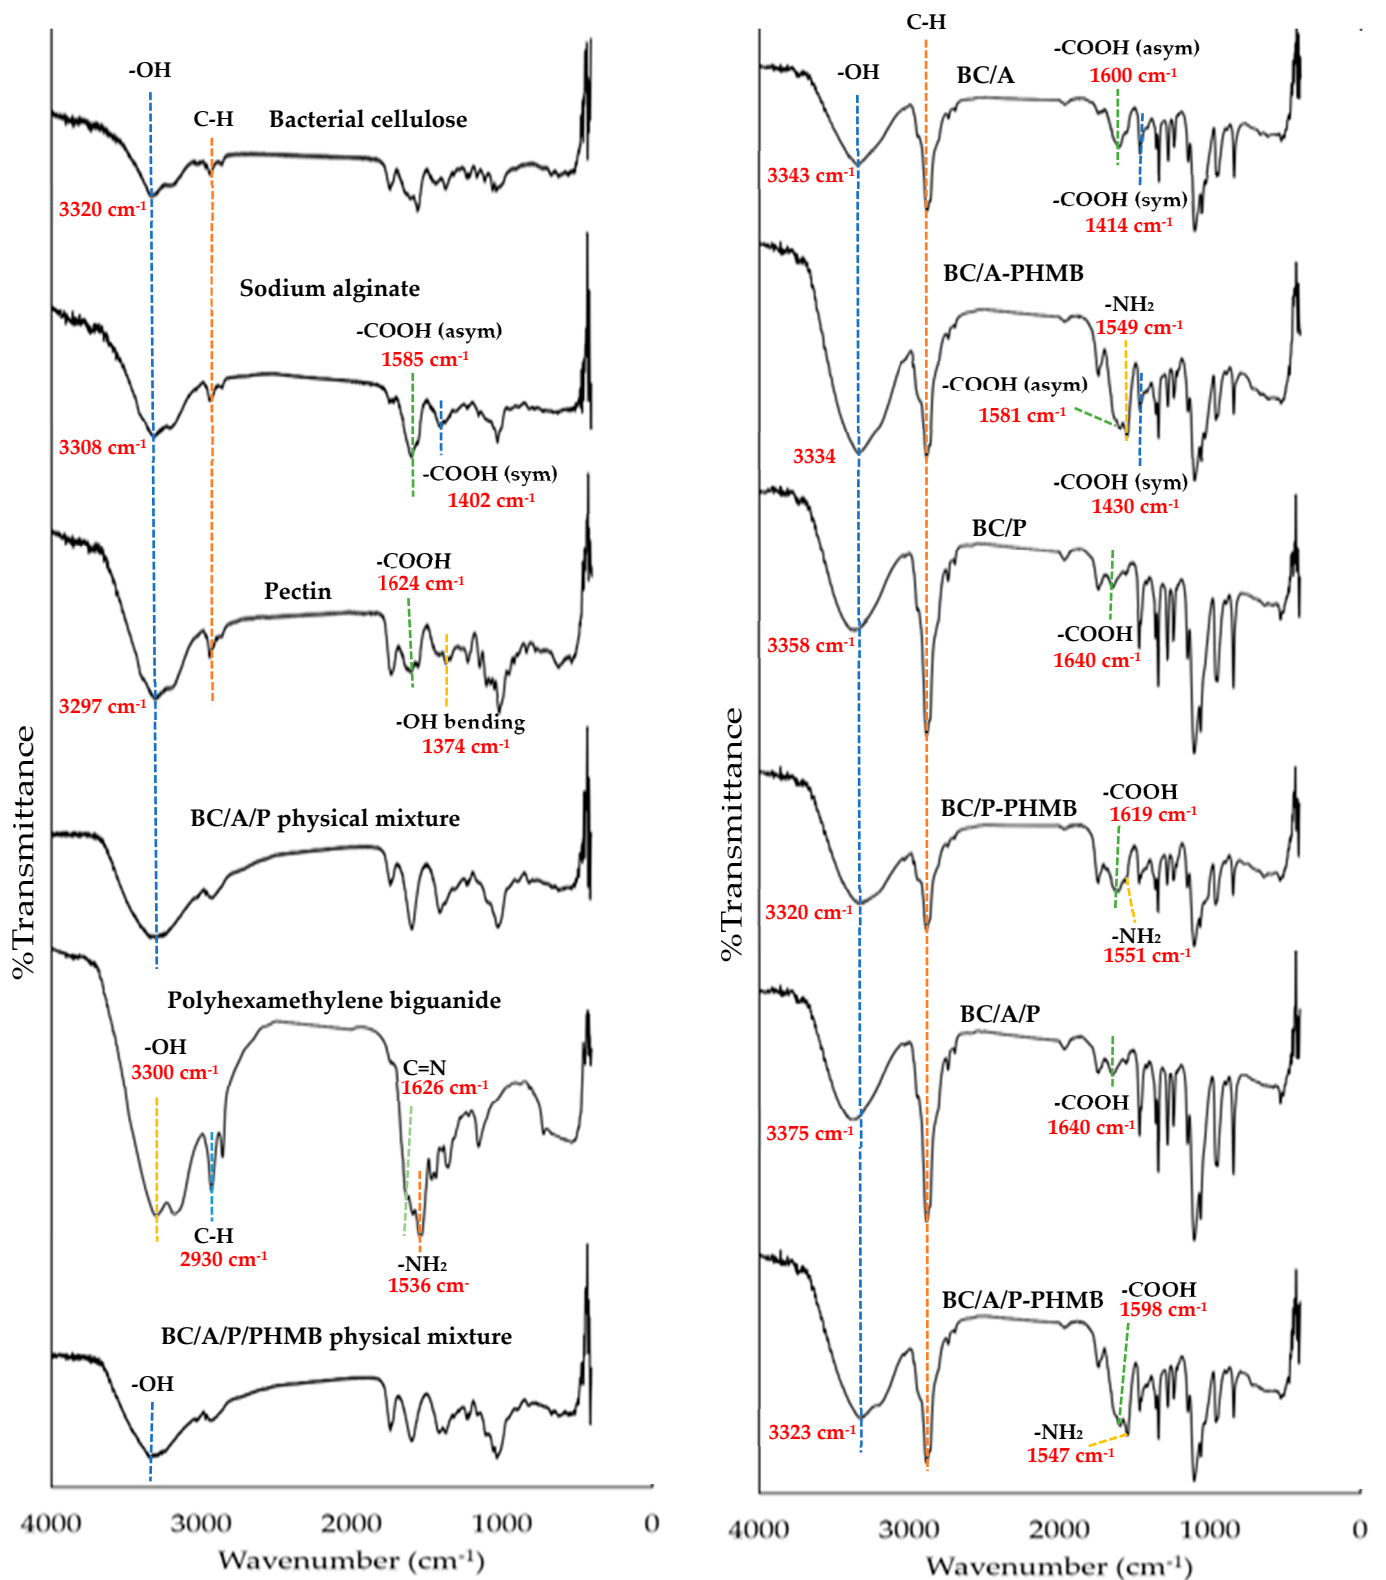 -OH
C-H
Bacterial cellulose
3320 cm-1
Sodium alginate
-COOH (asym)
1585 cm-1
3308 cm-1
-COOH (sym)
1402 cm-1
-COOH
1624 cm-1
Pectin
3297 cm-1
-OH bending
1374 cm-1
BC/A/P physical mixture
Polyhexamethylene biguanide
-OH
3300 cm-1
C=N
1626 cm-1
C-H
2930 cm-1
-NH2
1536 cm-
BC/A/P/PHMB physical mixture
-OH
%Transmittance
4000 3000 2000 1000 0
Wavenumber (cm-1)
C-H
-OH
BC/A
-COOH (asym)
1600 cm-1
3343 cm-1
-COOH (sym)
1414 cm-1
BC/A-PHMB
-NH2
1549 cm-1
-COOH (asym)
1581 cm-1
3334
-COOH (sym)
1430 cm-1
BC/P
3358 cm-1
-COOH
1640 cm-1
BC/P-PHMB
-COOH
1619 cm-1
3320 cm-1
-NH2
1551 cm-1
BC/A/P
-COOH
1640 cm-1
3375 cm-1
BC/A/P-PHMB
-COOH
1598 cm-1
3323 cm-1
-NH2
1547 cm-1
%Transmittance
4000 3000 2000 1000 0
Wavenumber (cm-1)